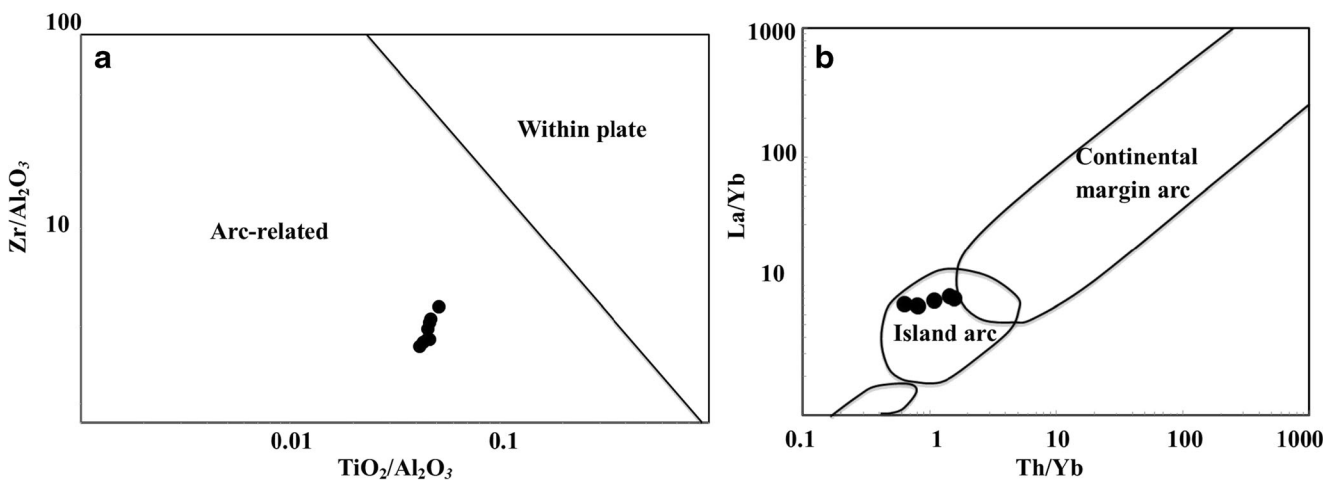 100
a
Within plate
Zr/Al₂O₃
10
Arc-related
0.01
0.1
TiO₂/Al₂O₃
1000
b
100
Continental
margin arc
La/Yb
10
Island arc
0.1
1
10
100
1000
Th/Yb